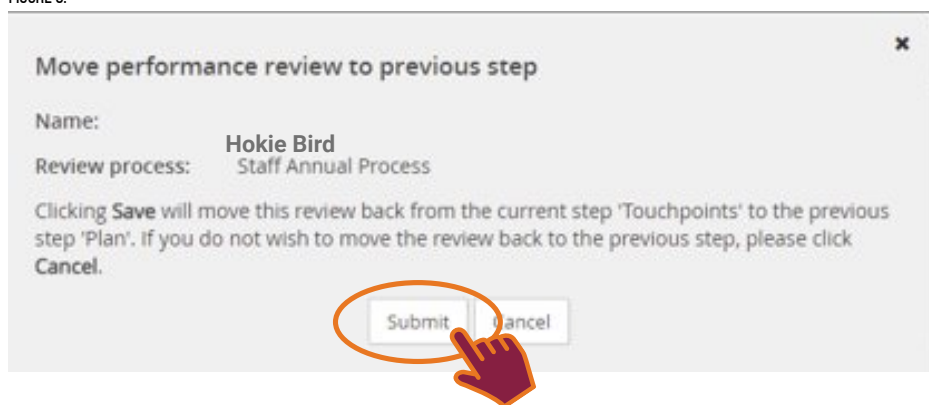 Move performance review to previous step
Name:
Hokie Bird
Review process: Staff Annual Process
Clicking Save will move this review back from the current step 'Touchpoints' to the previous
step 'Plan'. If you do not wish to move the review back to the previous step, please click
Cancel.
Submit Cancel